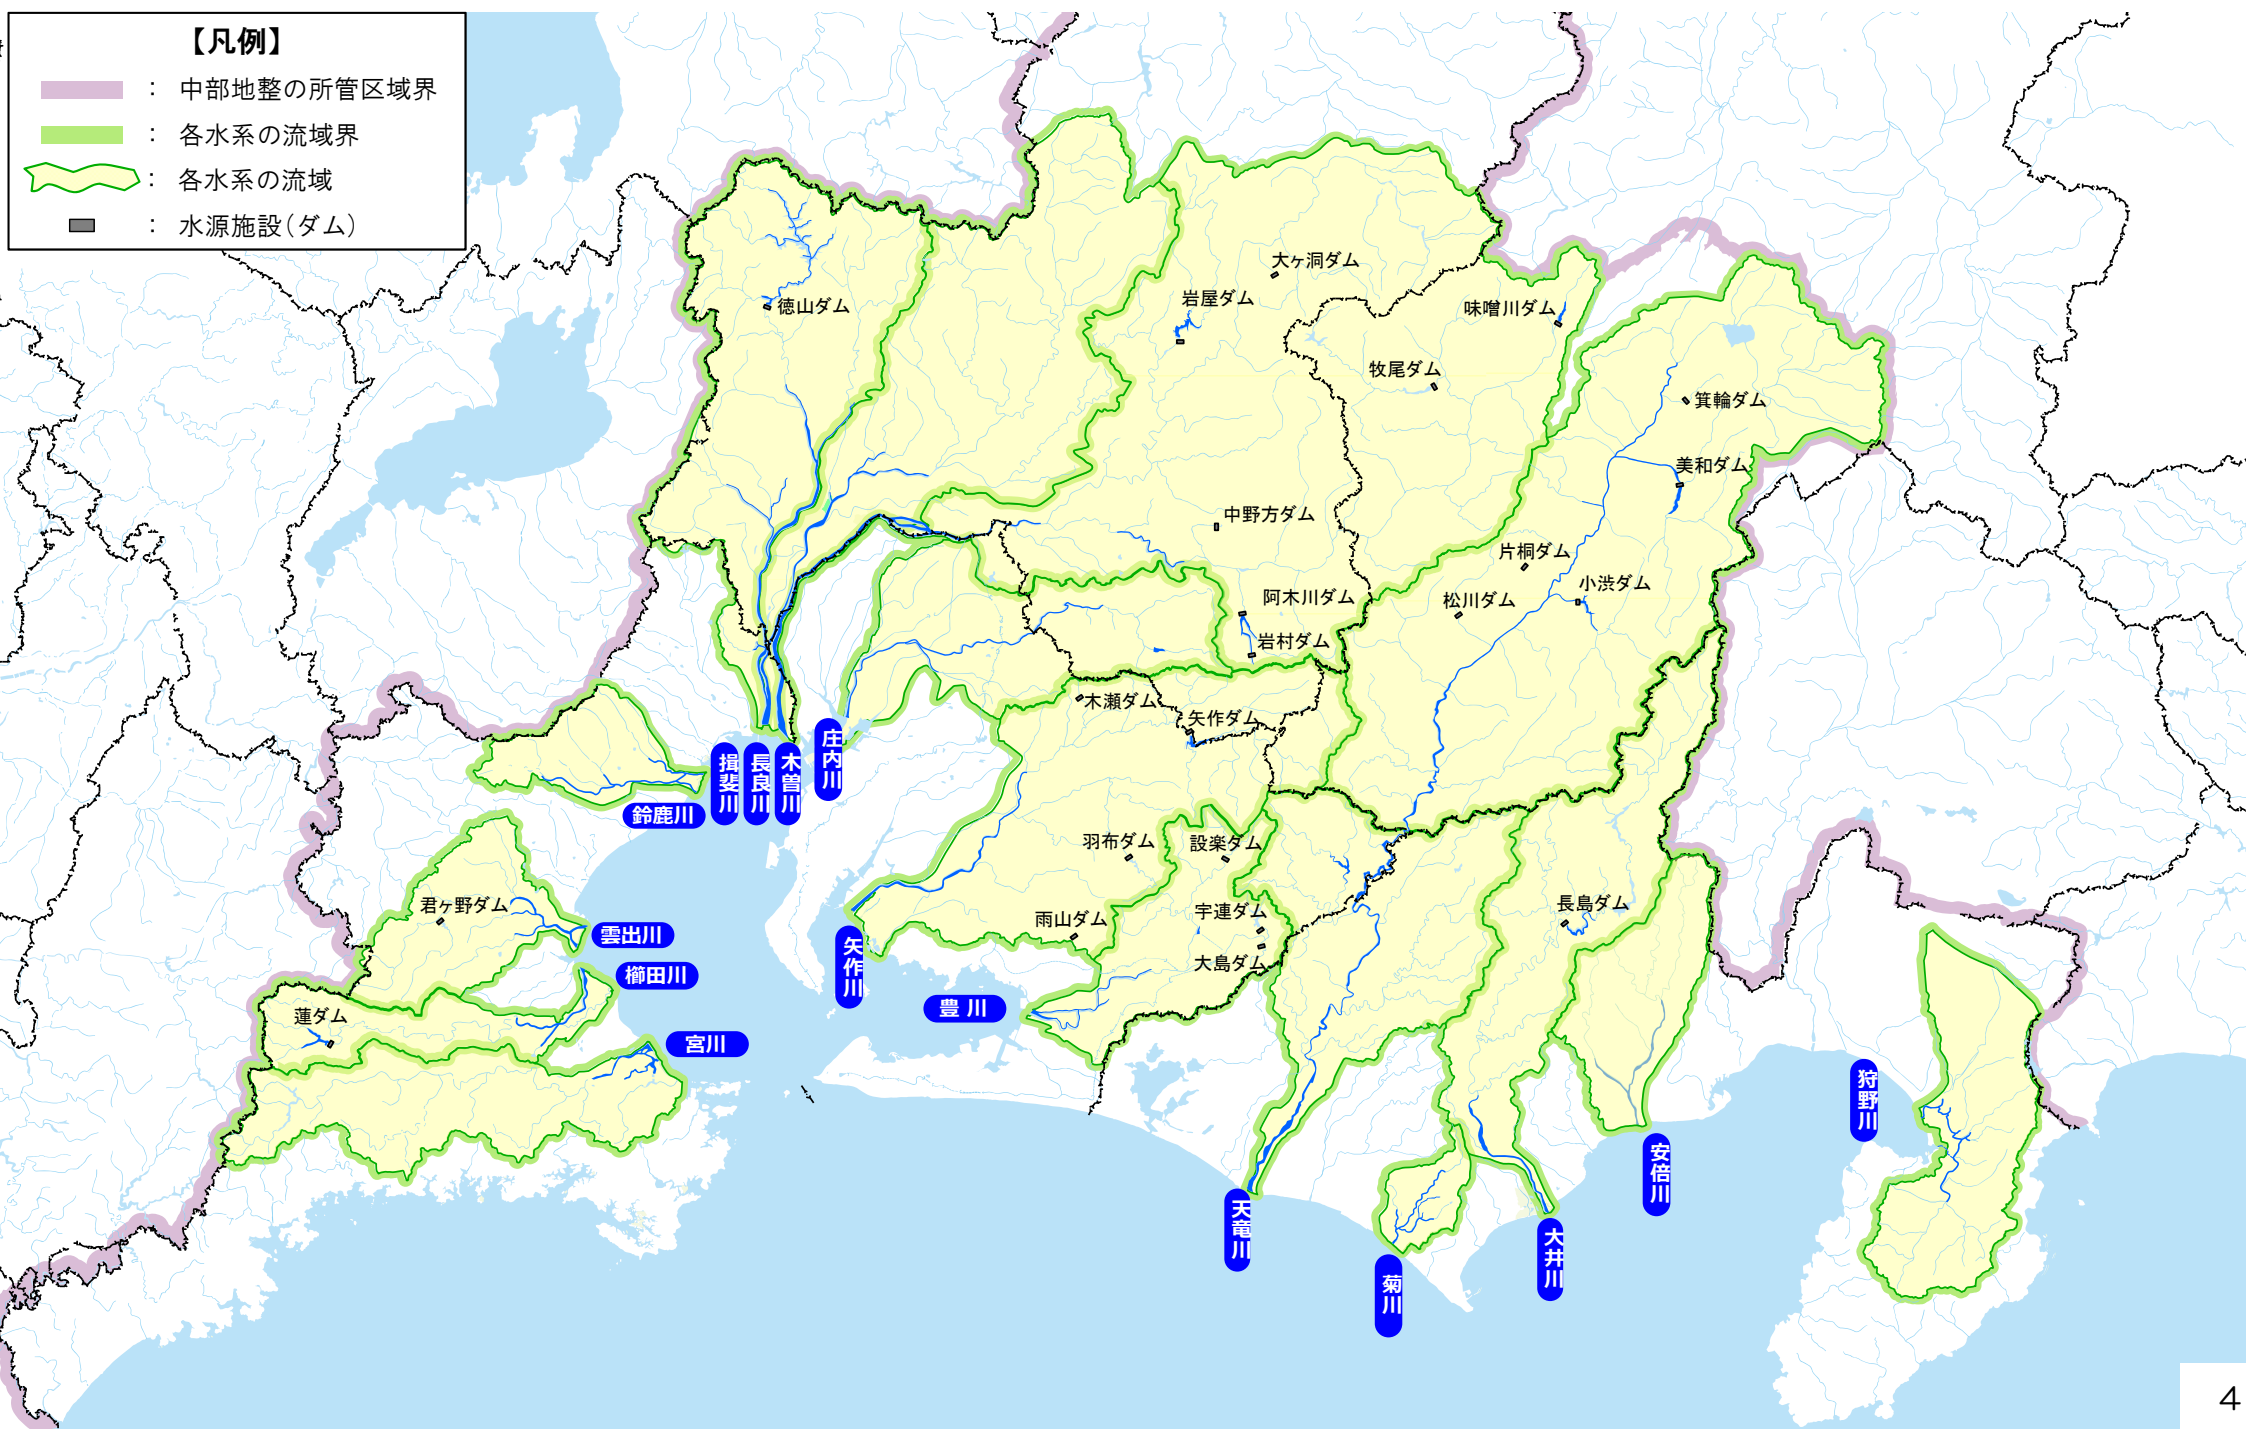 【凡例】
： 中部地整の所管区域界
： 各水系の流域界
： 各水系の流域
： 水源施設（ダム）
大ヶ洞ダム
岩屋ダム
徳山ダム
味噌川ダム
牧尾ダム
箕輪ダム
美和ダム
中野方ダム
片桐ダム
小渋ダム
阿木川ダム
松川ダム
岩村ダム
木瀬ダム
矢作ダム
庄内川
揖斐川
長良川
木曽川
鈴鹿川
羽布ダム
設楽ダム
君ヶ野ダム
長島ダム
宇連ダム
雨山ダム
雲出川
大島ダム
櫛田川
矢作川
豊川
蓮ダム
宮川
狩野川
安倍川
天竜川
大井川
菊川
4